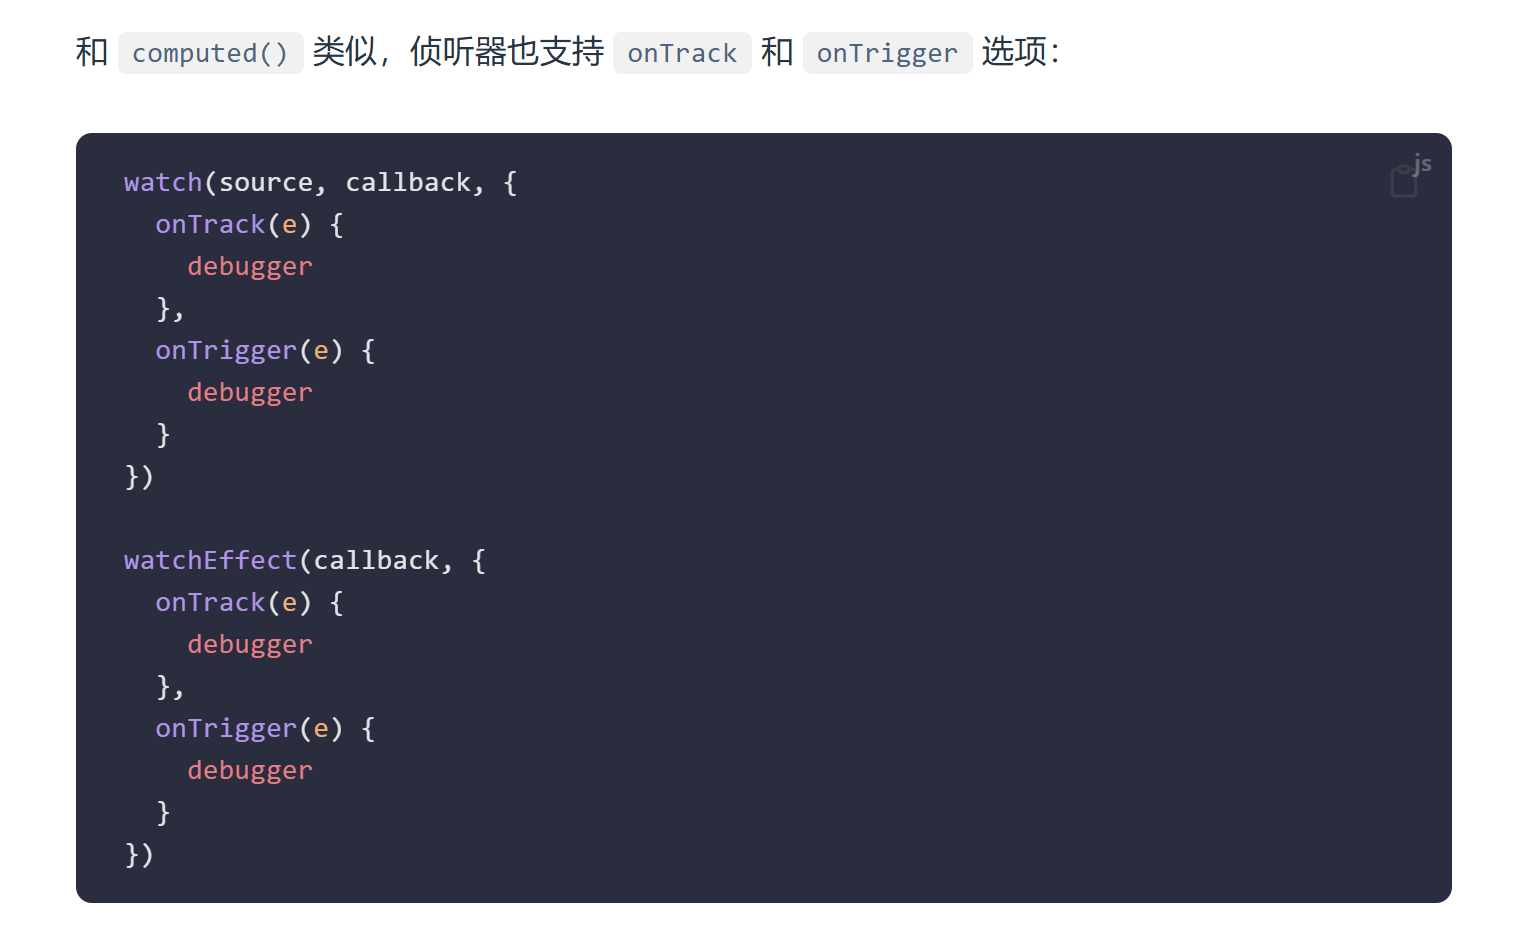 和 computed() 类似，侦听器也支持 onTrack 和 onTrigger 选项：
js
watch(source, callback, {
  onTrack(e) {
    debugger
  },
  onTrigger(e) {
    debugger
  }
})

watchEffect(callback, {
  onTrack(e) {
    debugger
  },
  onTrigger(e) {
    debugger
  }
})